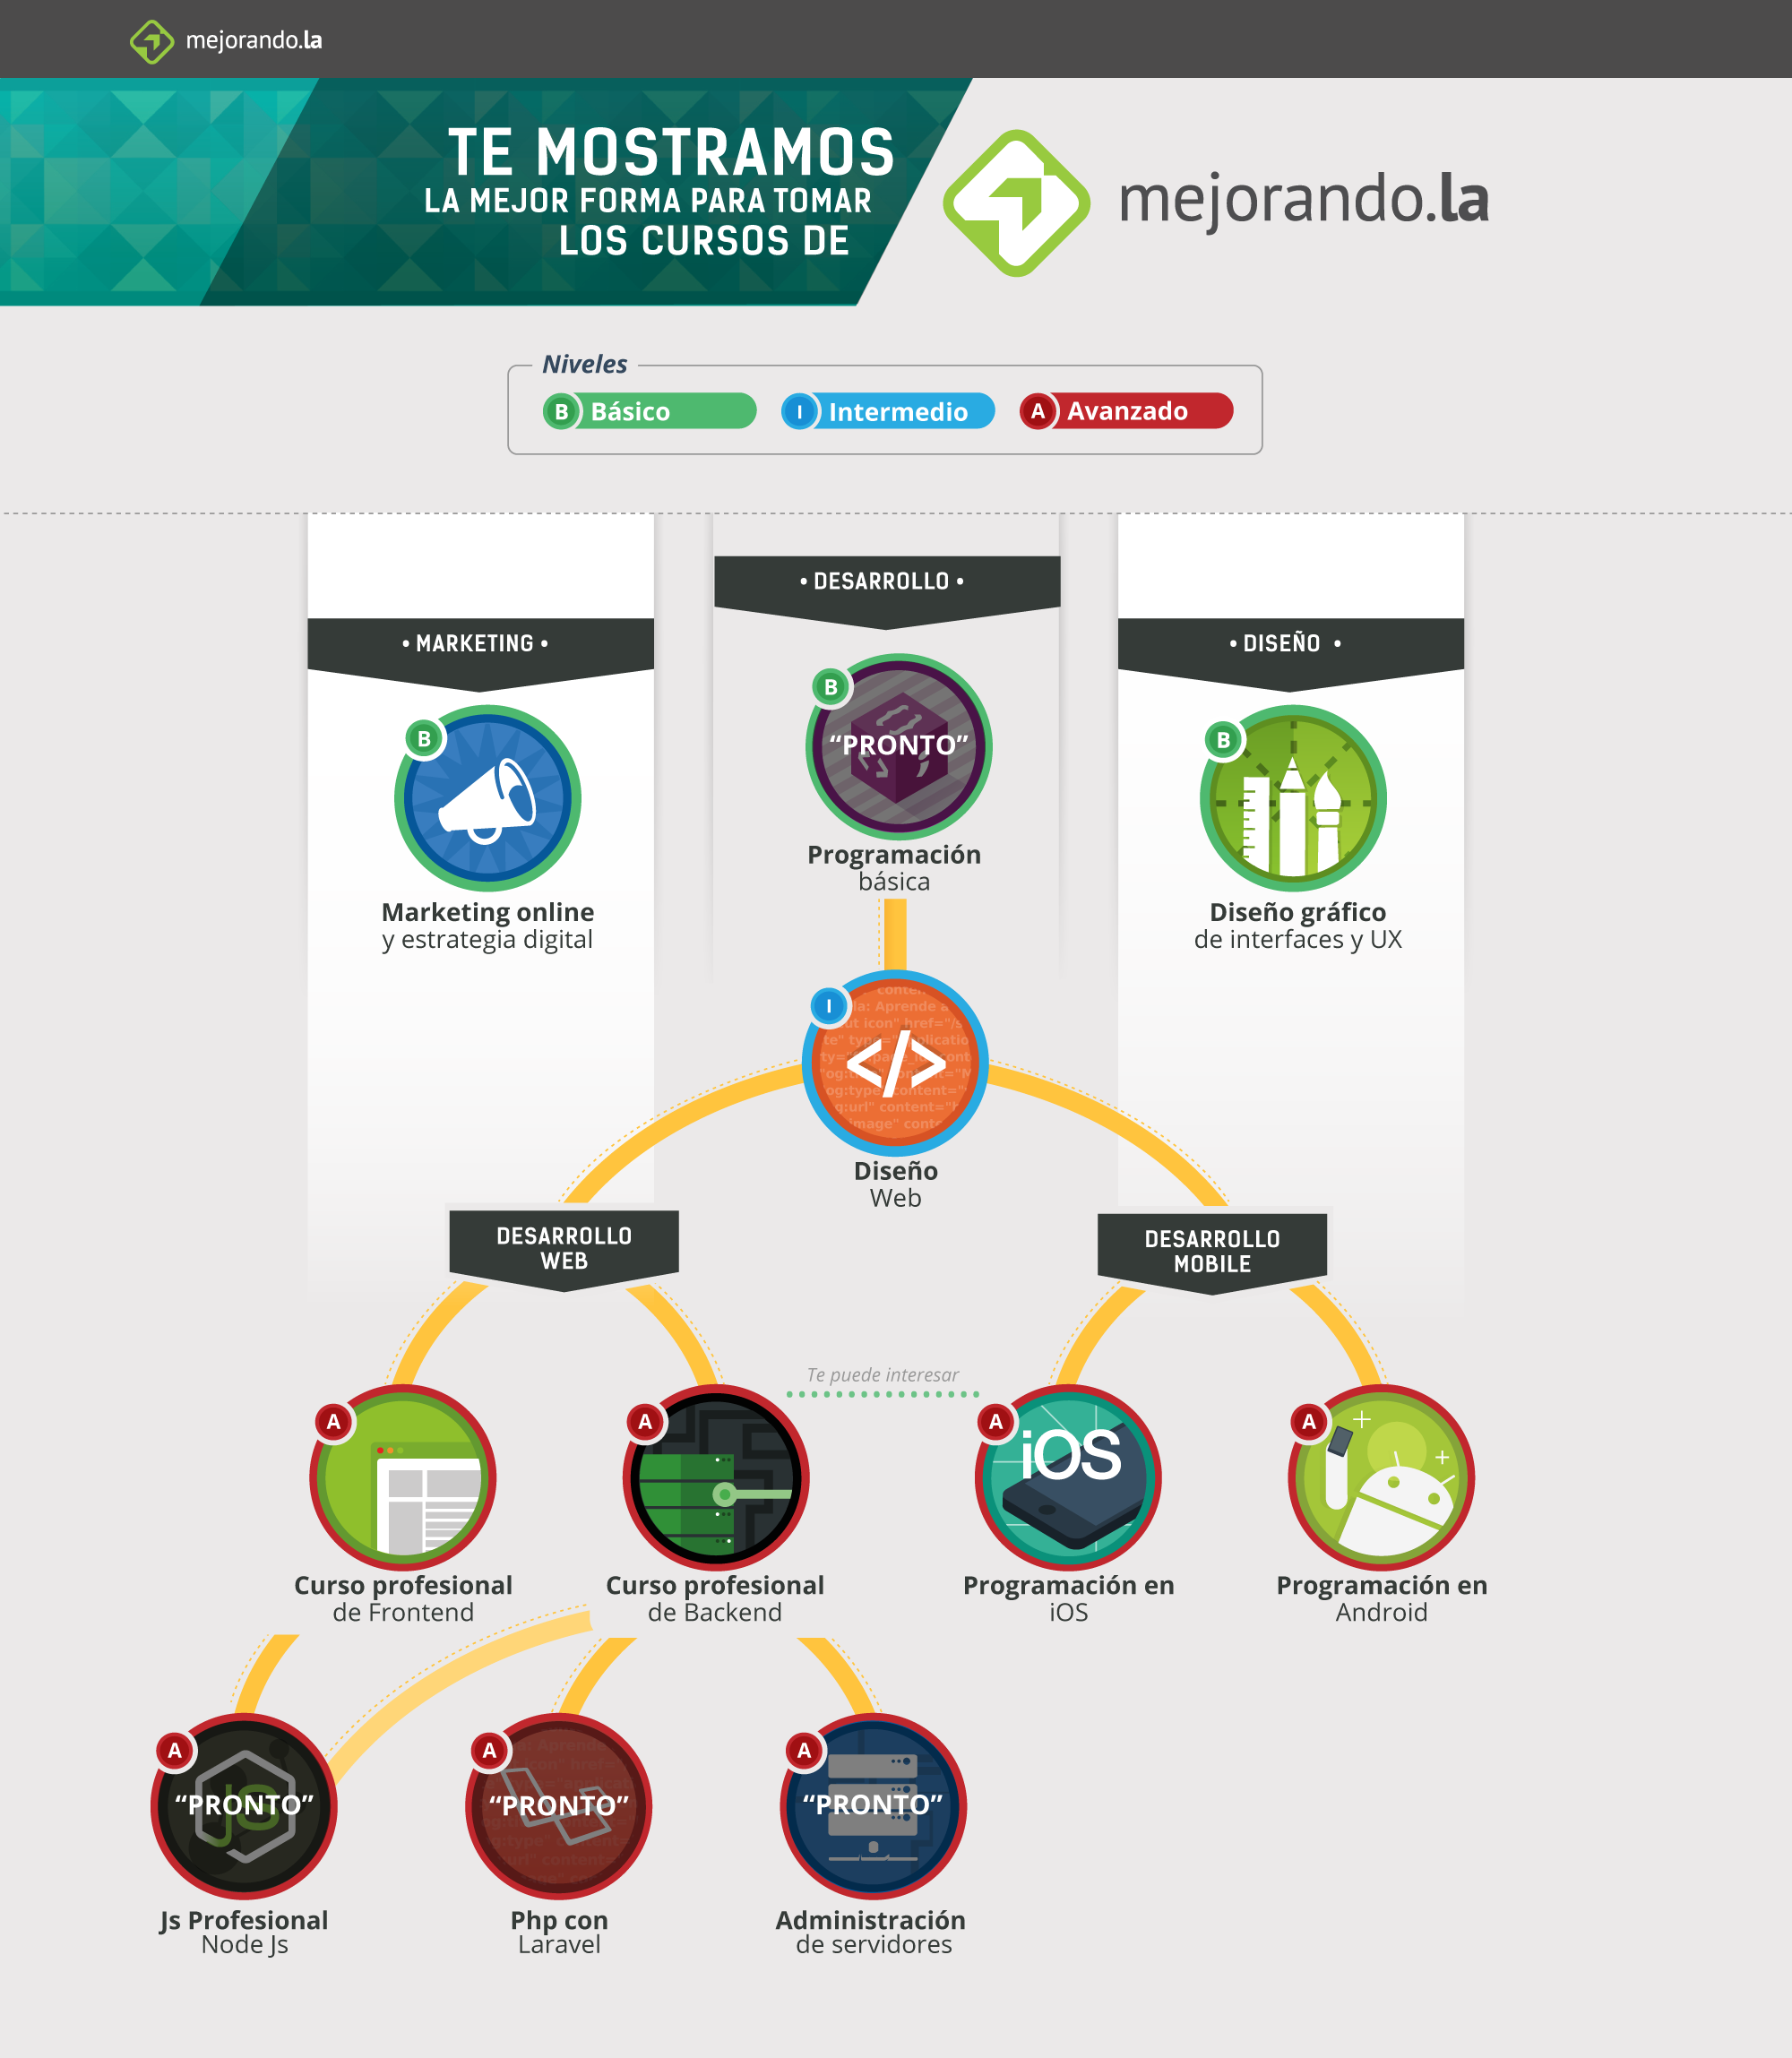 mejorando.la
TE MOSTRAMOS
LA MEJOR FORMA PARA TOMAR
LOS CURSOS DE
mejorando.la
Niveles
B Básico
I Intermedio
A Avanzado
• DESARROLLO •
• MARKETING •
• DISEÑO •
B
“PRONTO”
Programación
básica
B
Marketing online
y estrategia digital
B
Diseño gráfico
de interfaces y UX
I
la: Aprende a
</>
Diseño
Web
DESARROLLO
WEB
DESARROLLO
MOBILE
Te puede interesar
A
Curso profesional
de Frontend
A
Curso profesional
de Backend
A
iOS
Programación en
iOS
A
Programación en
Android
A
JS
“PRONTO”
Js Profesional
Node Js
A
“PRONTO”
Php con
Laravel
A
“PRONTO”
Administración
de servidores